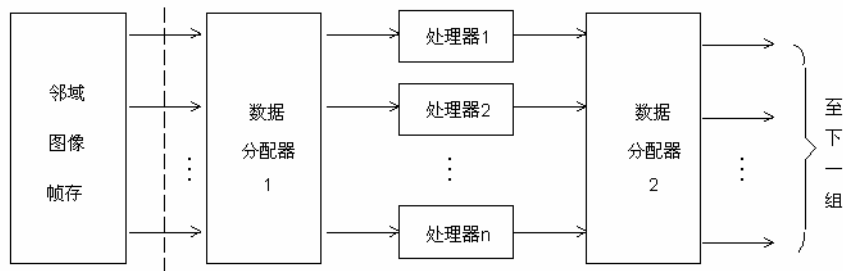 邻域
图像
帧存
数据
分配器
1
处理器1
处理器2
处理器n
数据
分配器
2
至
下
一
组